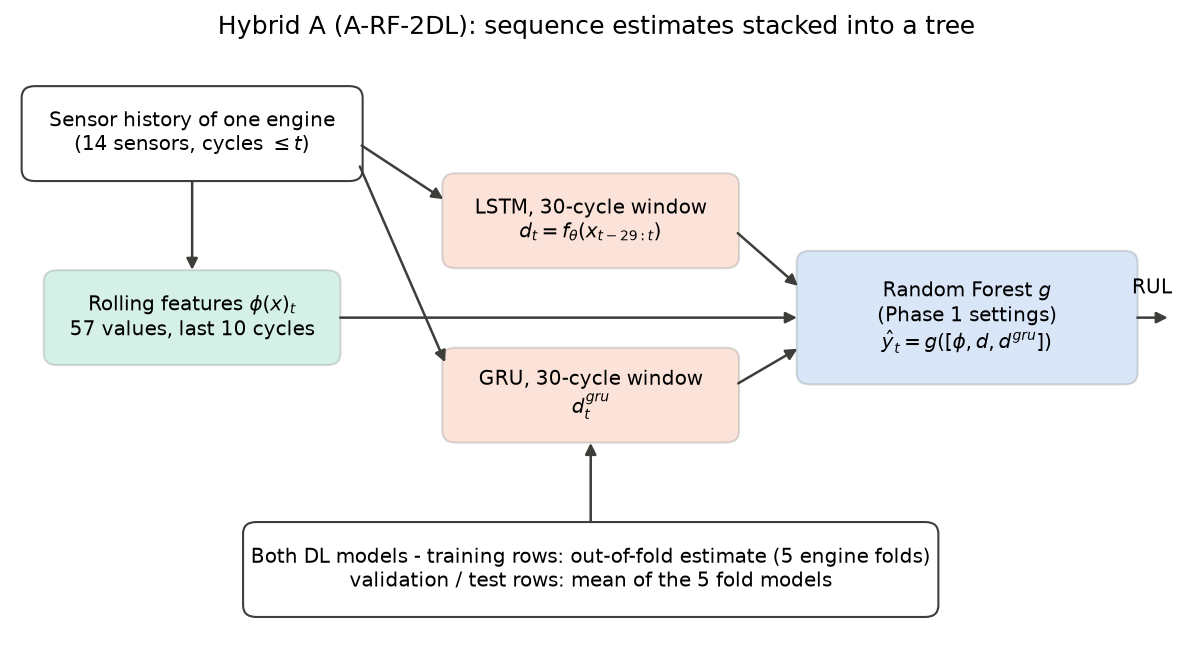 Hybrid A (A-RF-2DL): sequence estimates stacked into a tree
Sensor history of one engine
(14 sensors, cycles ≤ t)
LSTM, 30-cycle window
d_t = f_θ(x_{t−29:t})
Rolling features ϕ(x)_t
57 values, last 10 cycles
Random Forest g
(Phase 1 settings)
ŷ_t = g([ϕ, d, d^{gru}])
RUL
GRU, 30-cycle window
d_t^{gru}
Both DL models - training rows: out-of-fold estimate (5 engine folds)
validation / test rows: mean of the 5 fold models